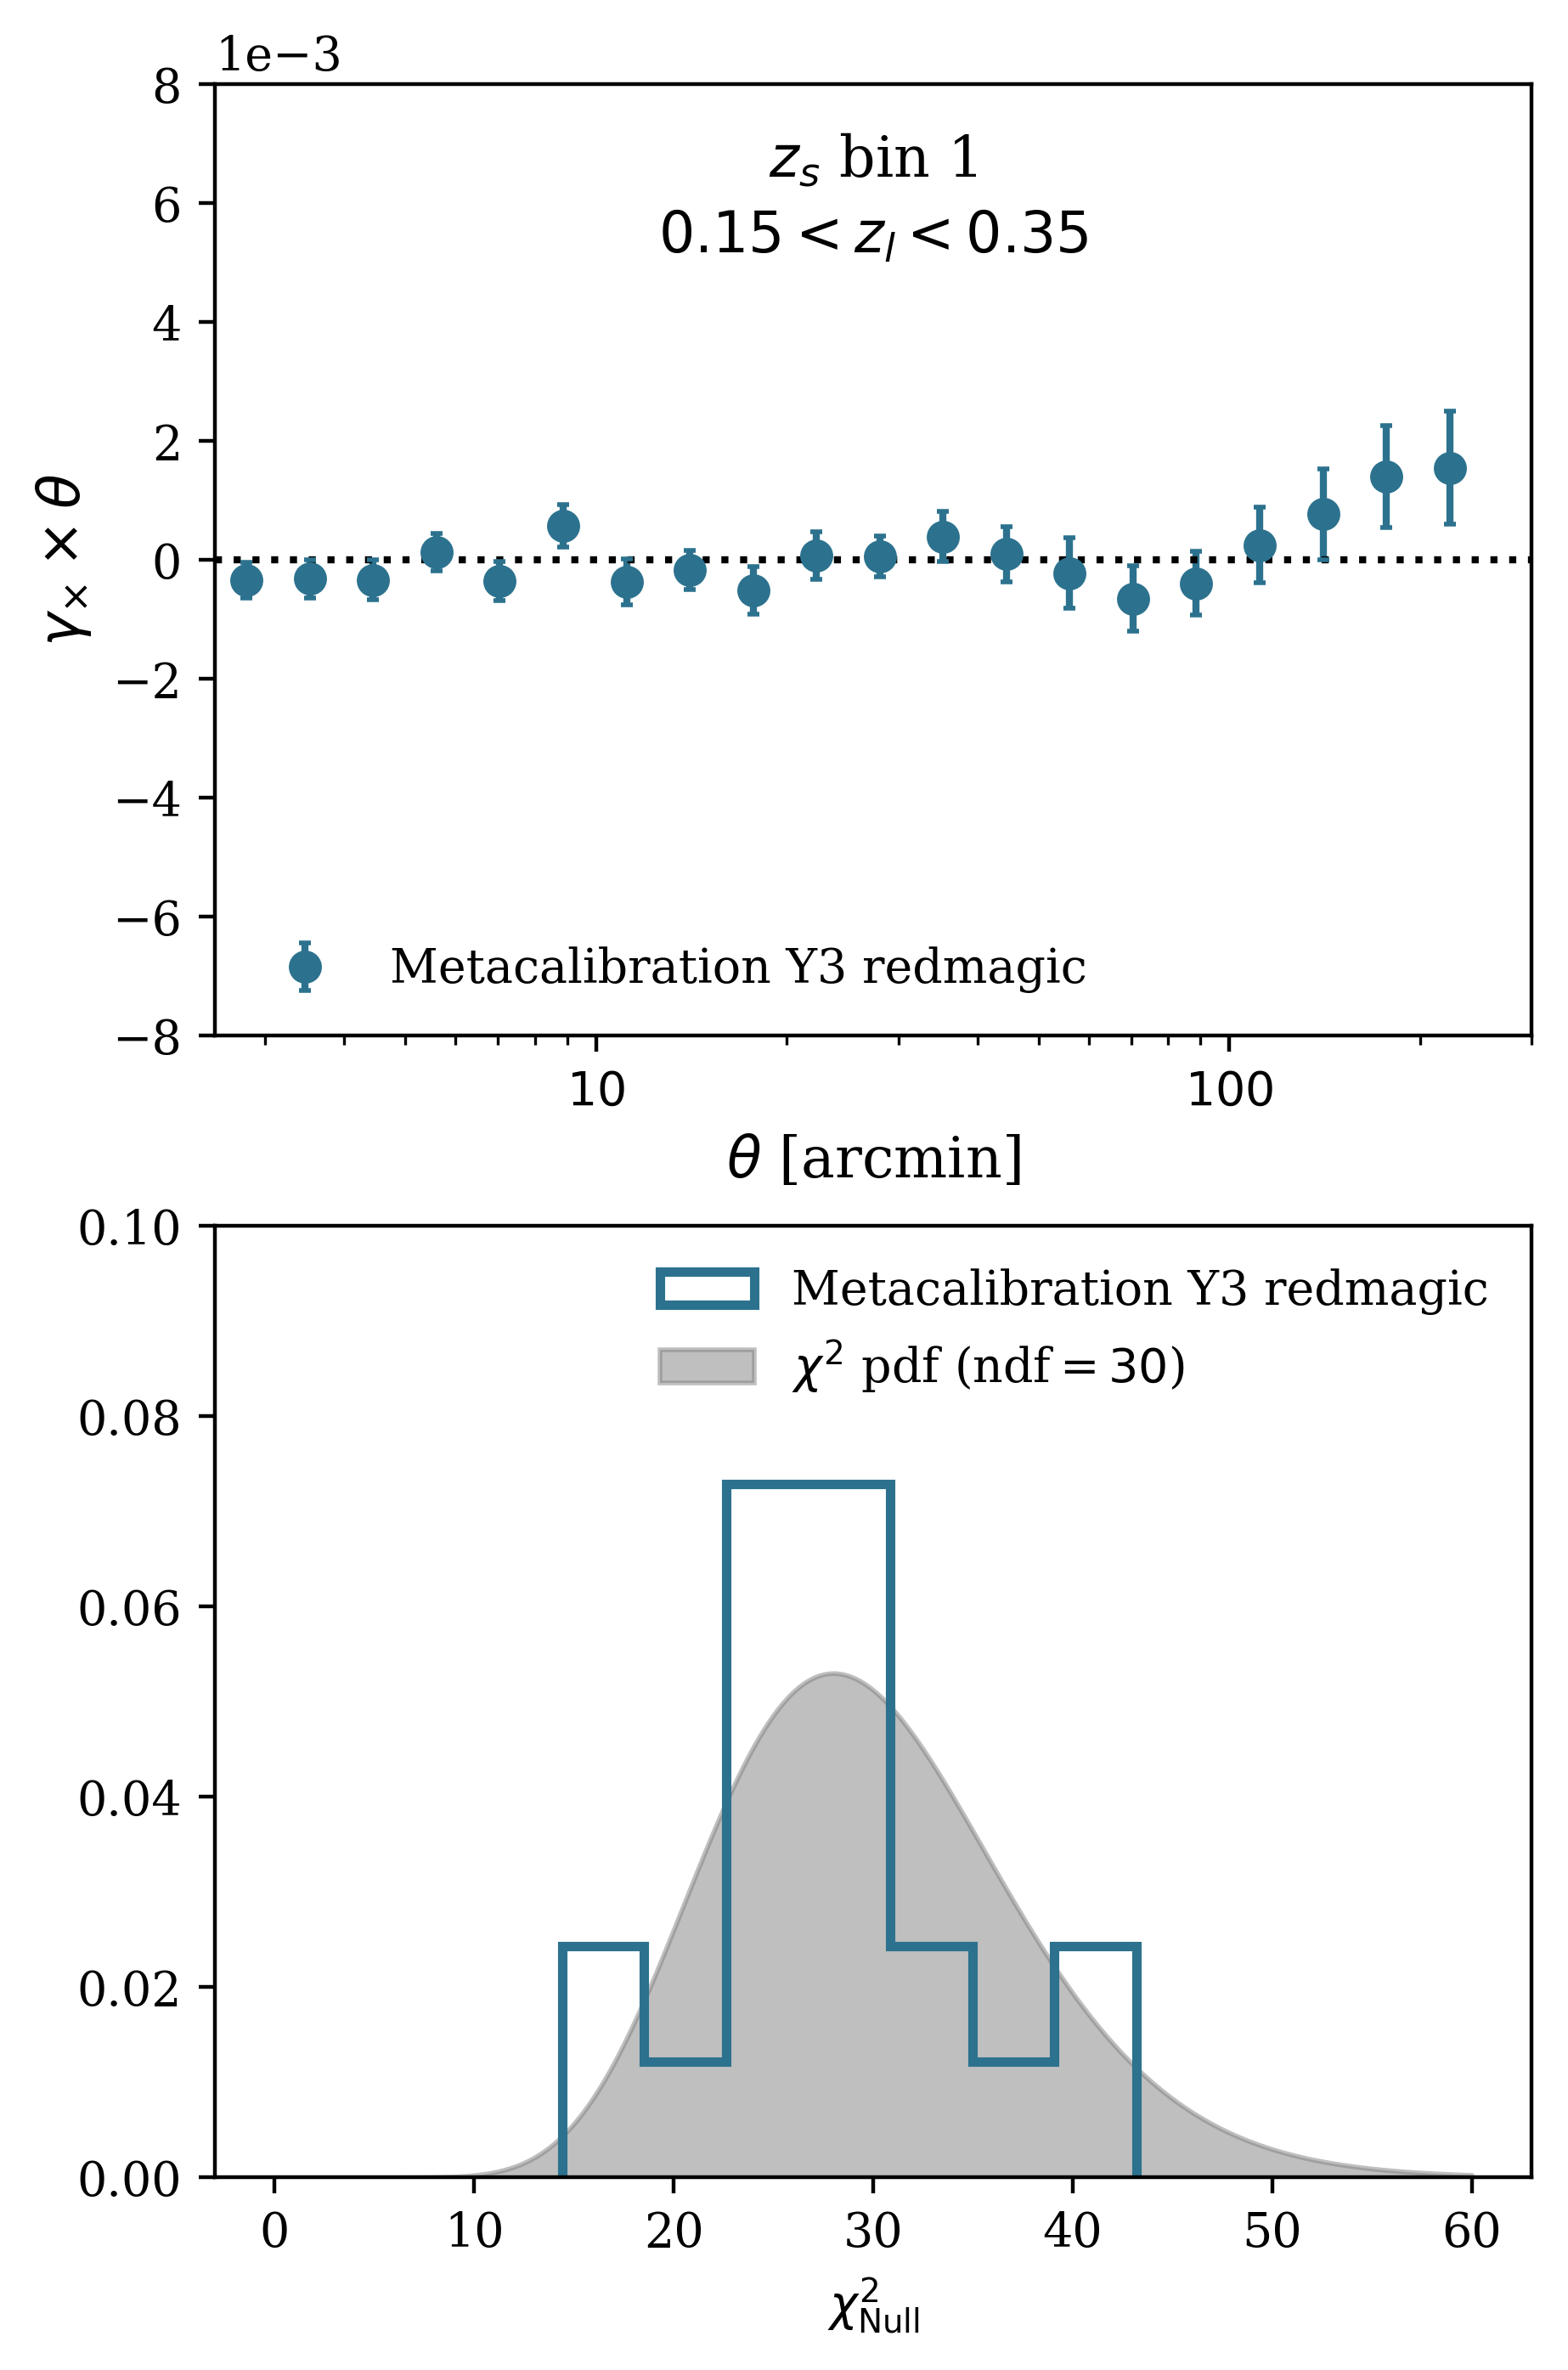 1e−3
8
6
4
2
0
−2
−4
−6
−8
γ× × θ
z_s bin 1
0.15 < z_l < 0.35
Metacalibration Y3 redmagic
10 100
θ [arcmin]
0.10
0.08
0.06
0.04
0.02
0.00
Metacalibration Y3 redmagic
χ² pdf (ndf = 30)
0 10 20 30 40 50 60
χ²_Null